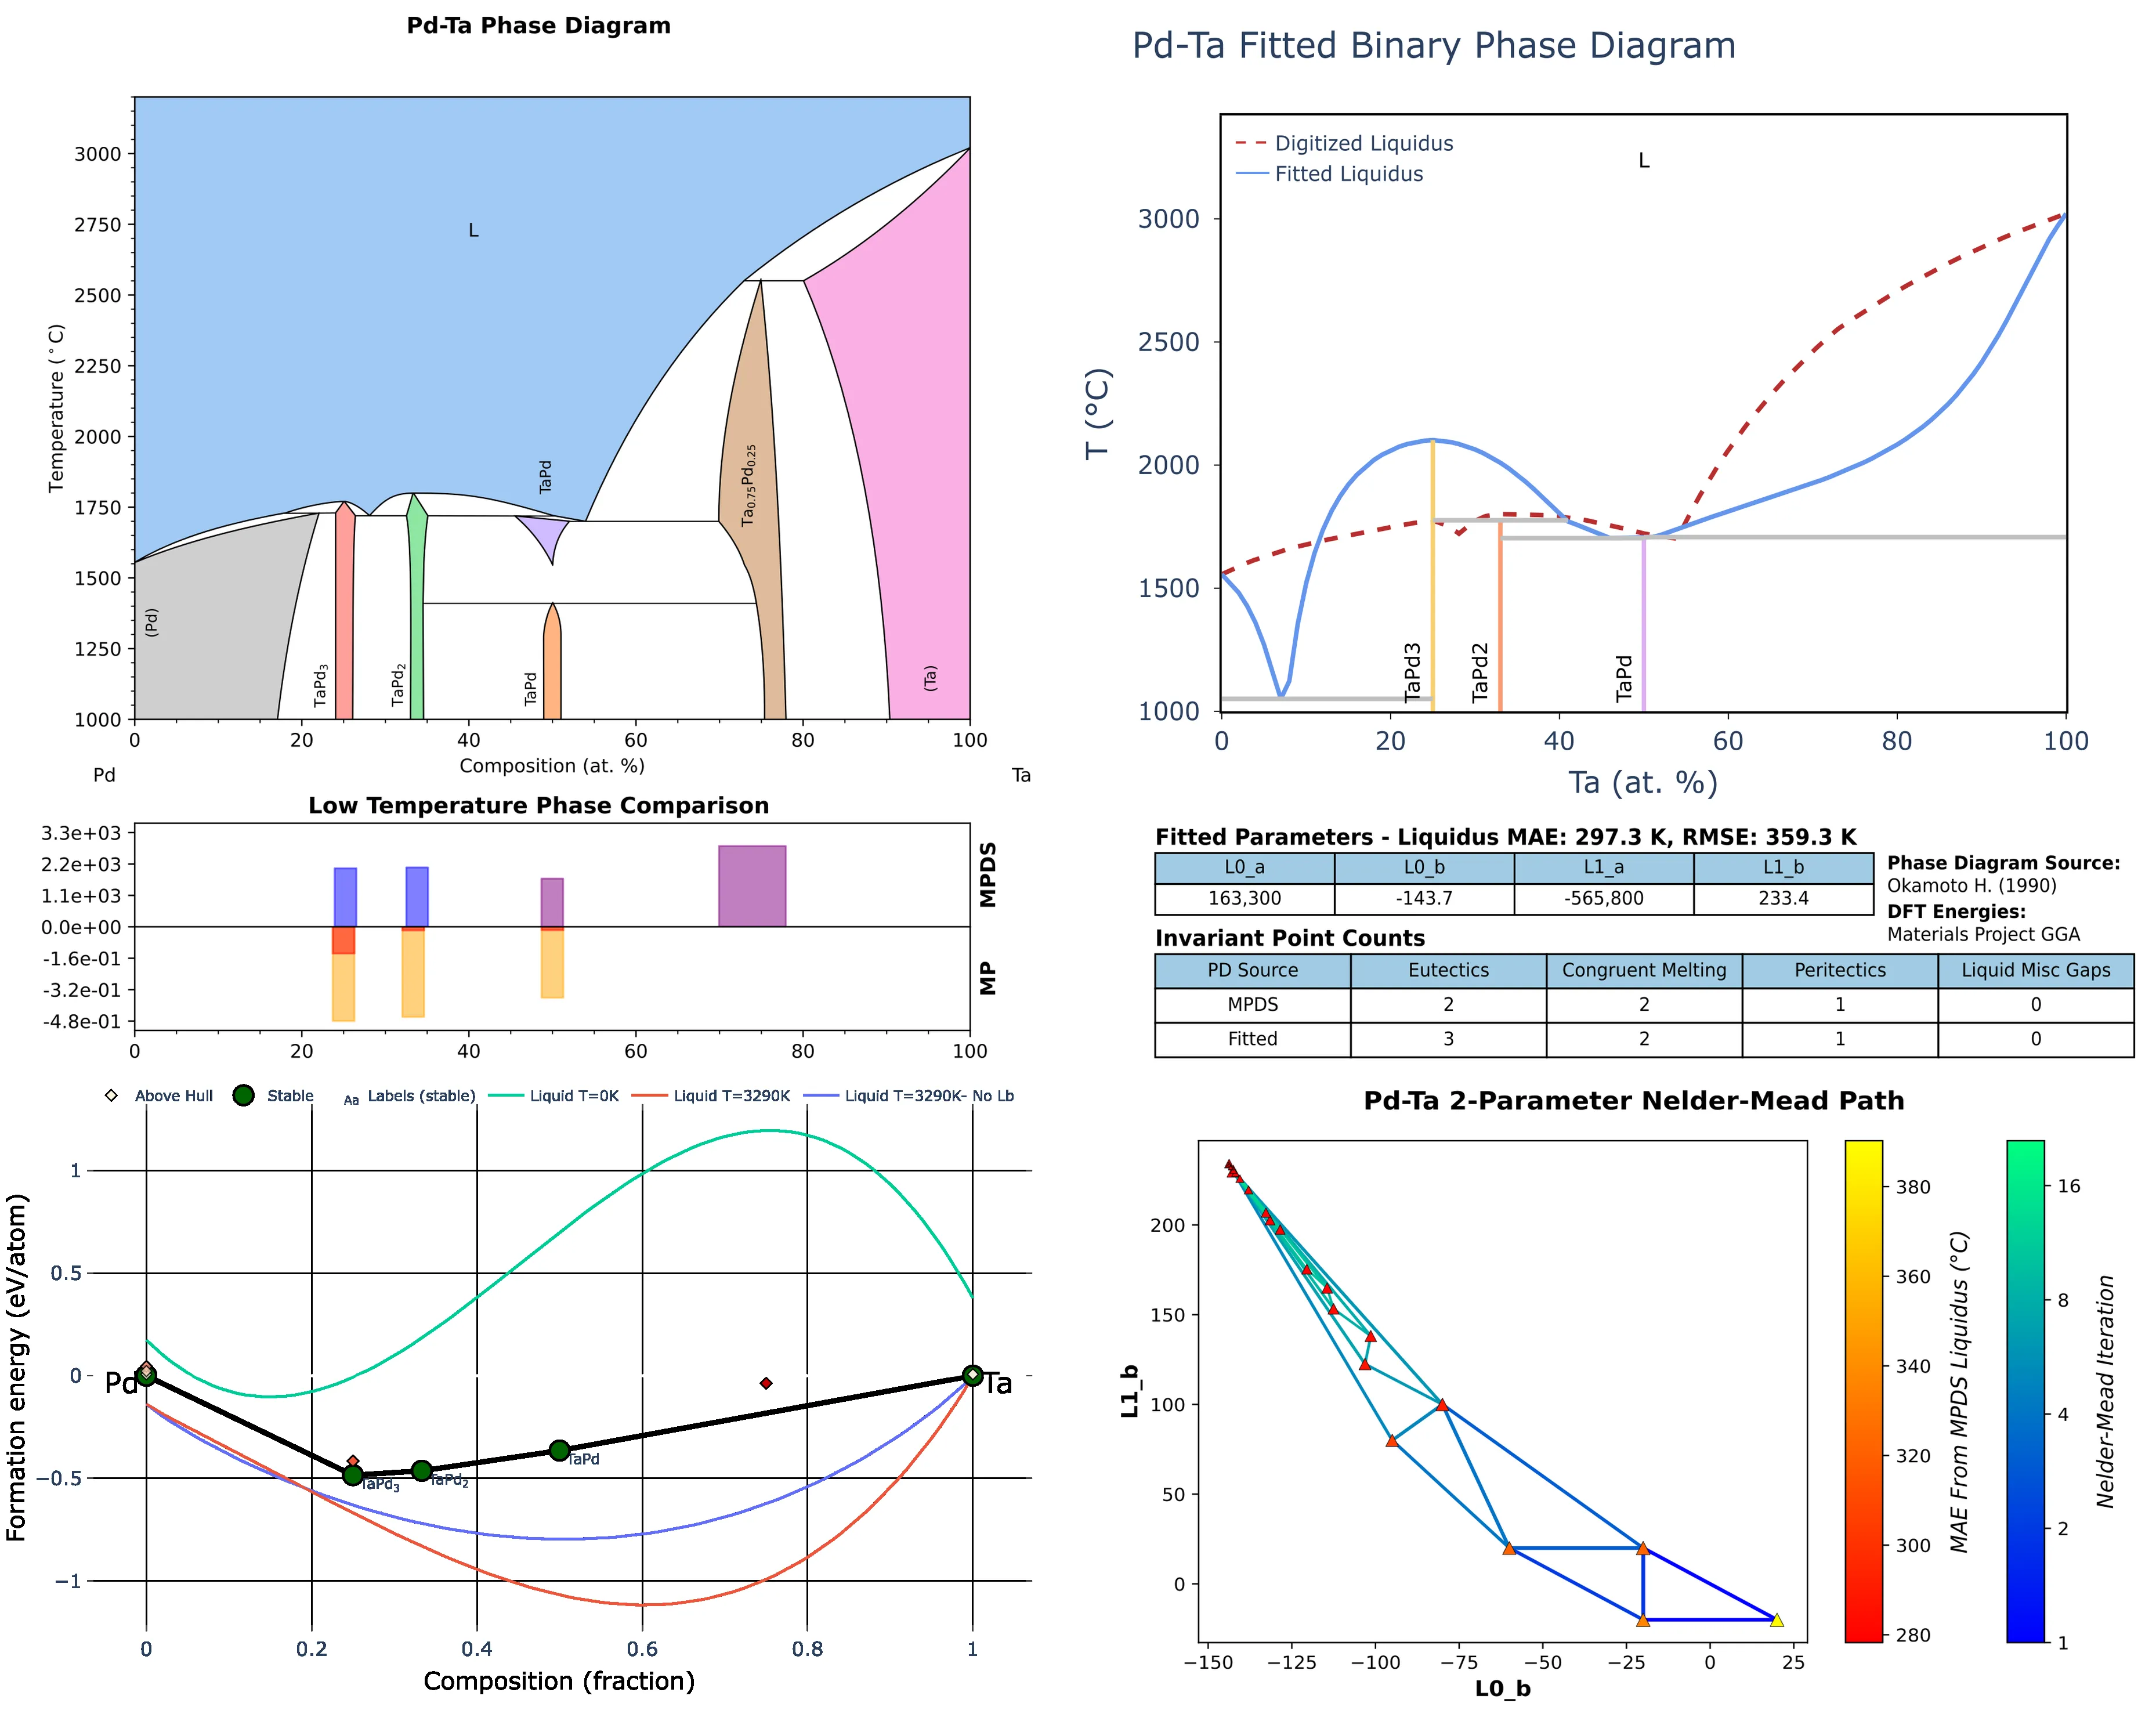 Pd-Ta Phase Diagram
Temperature (°C)
3000
2750
2500
2250
2000
1750
1500
1250
1000
L
(Pd)
TaPd₃
TaPd₂
TaPd
TaPd
Ta₀.₇₅Pd₀.₂₅
(Ta)
0 20 40 60 80 100
Composition (at. %)
Pd Ta
Pd-Ta Fitted Binary Phase Diagram
Digitized Liquidus
Fitted Liquidus
L
T (°C)
3000
2500
2000
1500
1000
TaPd3
TaPd2
TaPd
0 20 40 60 80 100
Ta (at. %)
Low Temperature Phase Comparison
3.3e+03
2.2e+03
1.1e+03
0.0e+00
-1.6e-01
-3.2e-01
-4.8e-01
MPDS
MP
0 20 40 60 80 100
Fitted Parameters - Liquidus MAE: 297.3 K, RMSE: 359.3 K
L0_a L0_b L1_a L1_b
163,300 -143.7 -565,800 233.4
Phase Diagram Source:
Okamoto H. (1990)
DFT Energies:
Materials Project GGA
Invariant Point Counts
PD Source Eutectics Congruent Melting Peritectics Liquid Misc Gaps
MPDS 2 2 1 0
Fitted 3 2 1 0
Above Hull Stable Aa Labels (stable) Liquid T=0K Liquid T=3290K Liquid T=3290K- No Lb
Formation energy (eV/atom)
1
0.5
0
−0.5
−1
Pd
Ta
TaPd₃
TaPd₂
TaPd
0 0.2 0.4 0.6 0.8 1
Composition (fraction)
Pd-Ta 2-Parameter Nelder-Mead Path
L1_b
200
150
100
50
0
−150 −125 −100 −75 −50 −25 0 25
L0_b
380
360
340
320
300
280
MAE From MPDS Liquidus (°C)
16
8
4
2
1
Nelder-Mead Iteration